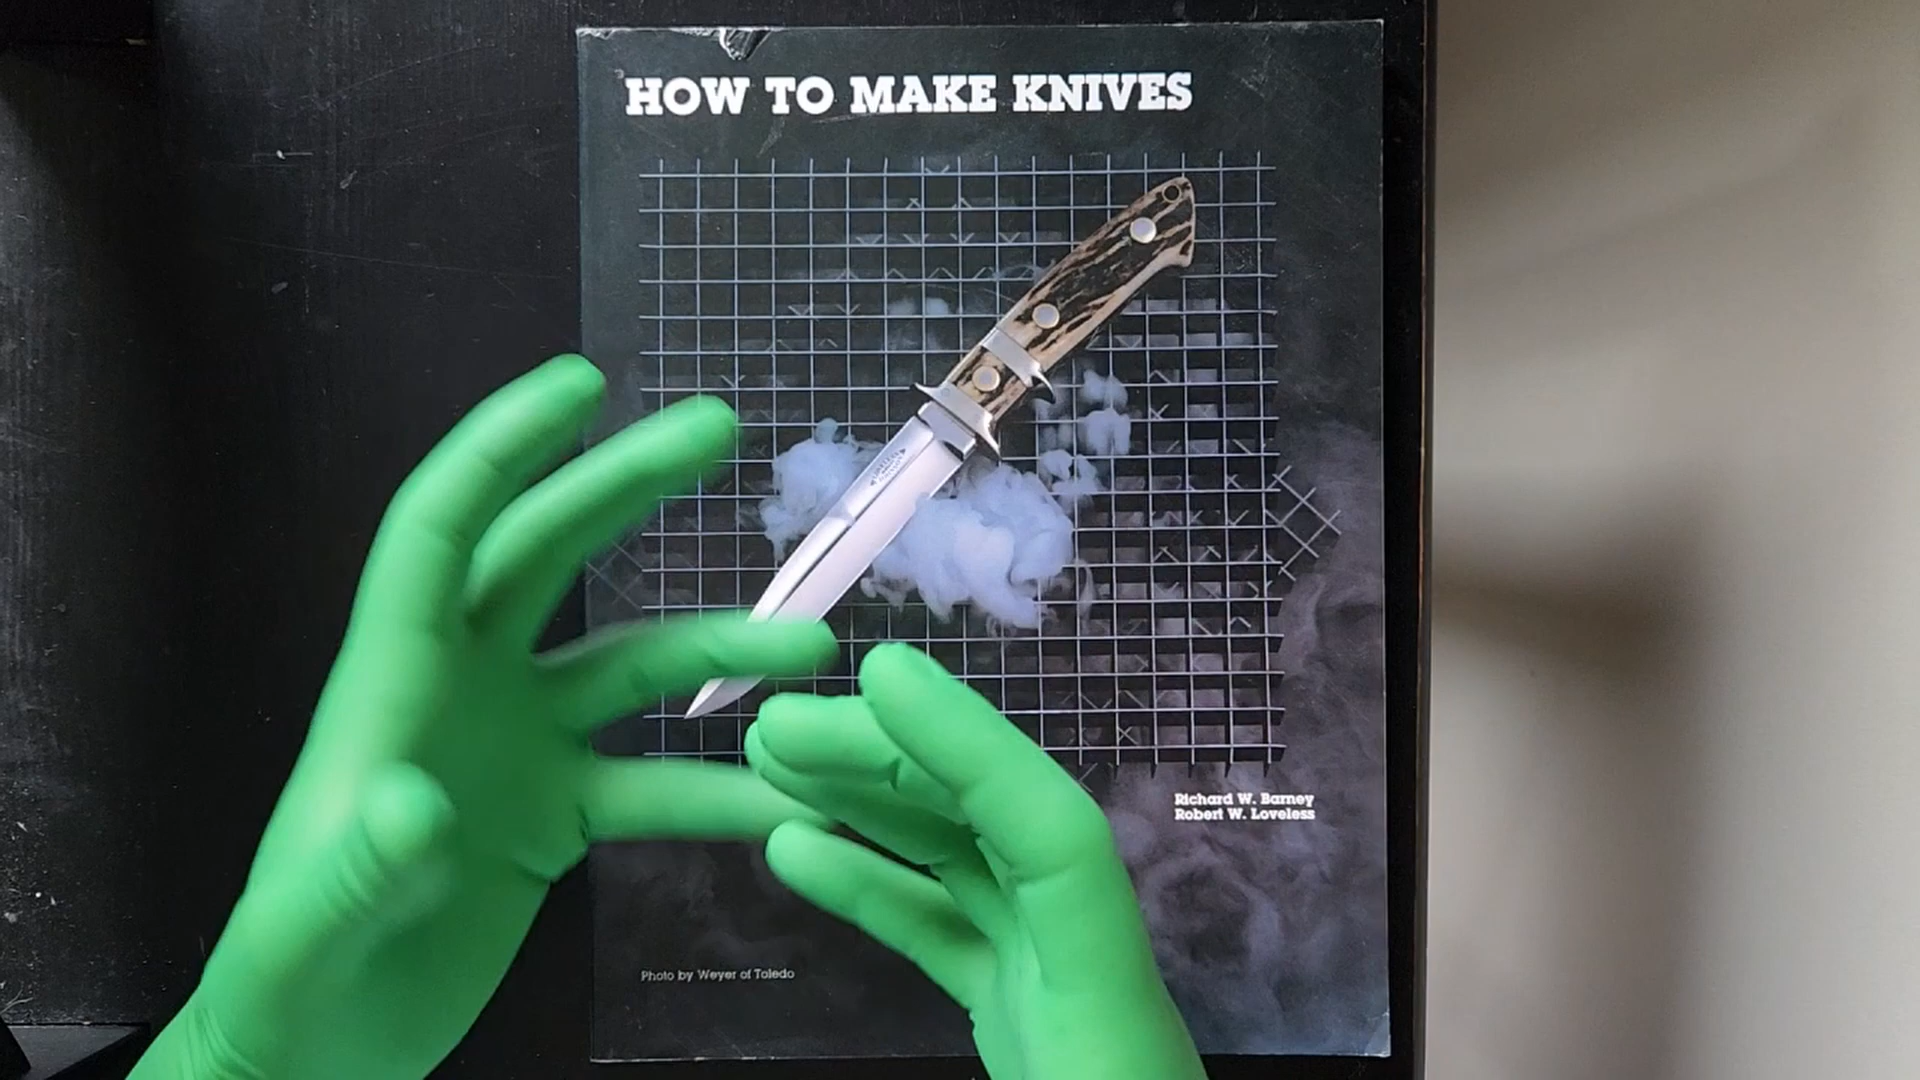 HOW TO MAKE KNIVES
Richard W. Barney
Robert W. Loveless
Photo by Weyer of Toledo